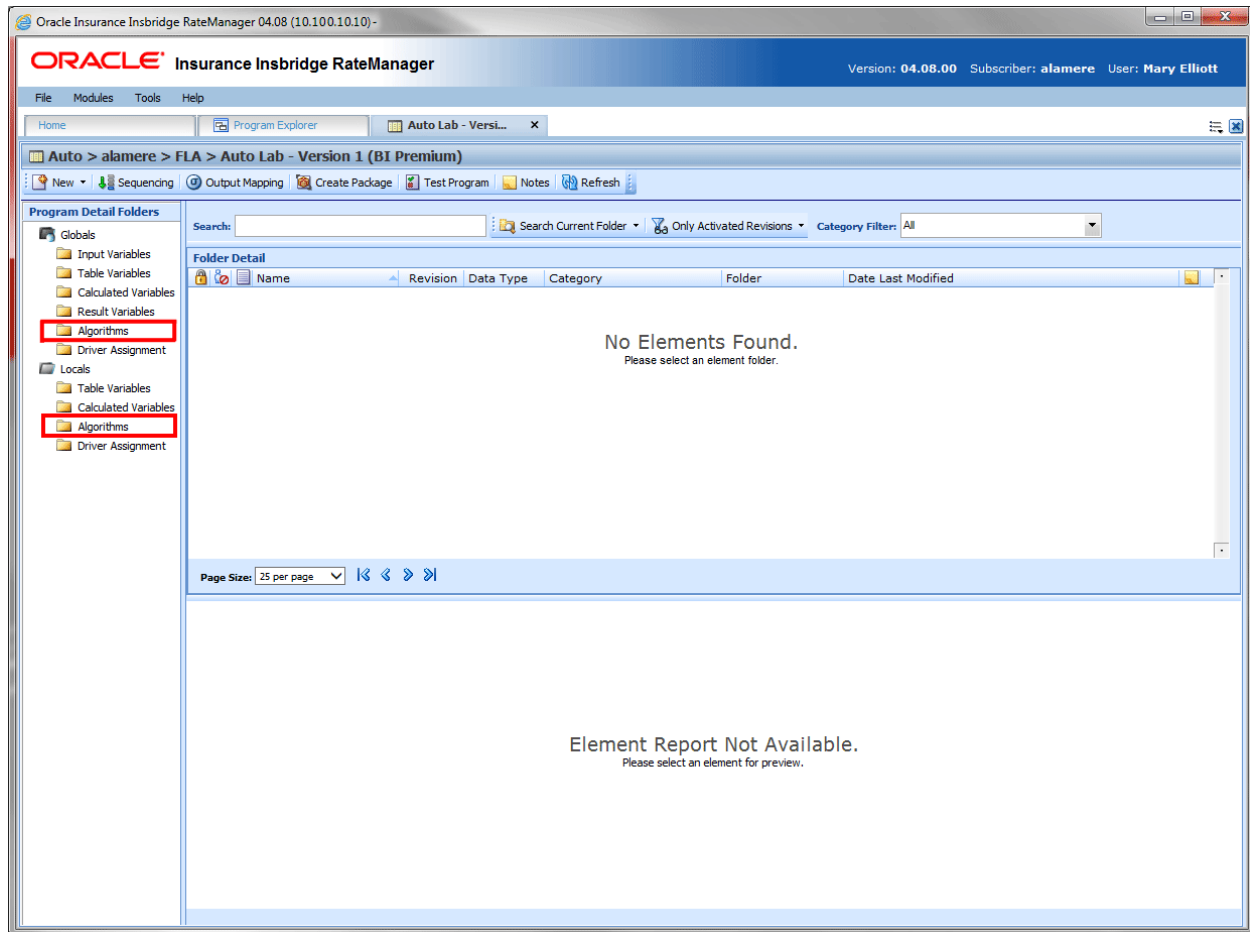 Oracle Insurance Insbridge RateManager 04.08 (10.100.10.10) -
ORACLE Insurance Insbridge RateManager
Version: 04.08.00 Subscriber: alamere User: Mary Elliott
File Modules Tools Help
Home Program Explorer Auto Lab - Versi...
Auto > alamere > FLA > Auto Lab - Version 1 (BI Premium)
New Sequencing Output Mapping Create Package Test Program Notes Refresh
Program Detail Folders
Globals
Input Variables
Table Variables
Calculated Variables
Result Variables
Algorithms
Driver Assignment
Locals
Table Variables
Calculated Variables
Algorithms
Driver Assignment
Search: Search Current Folder Only Activated Revisions Category Filter: All
Folder Detail
Name Revision Data Type Category Folder Date Last Modified
No Elements Found.
Please select an element folder.
Page Size: 25 per page
Element Report Not Available.
Please select an element for preview.